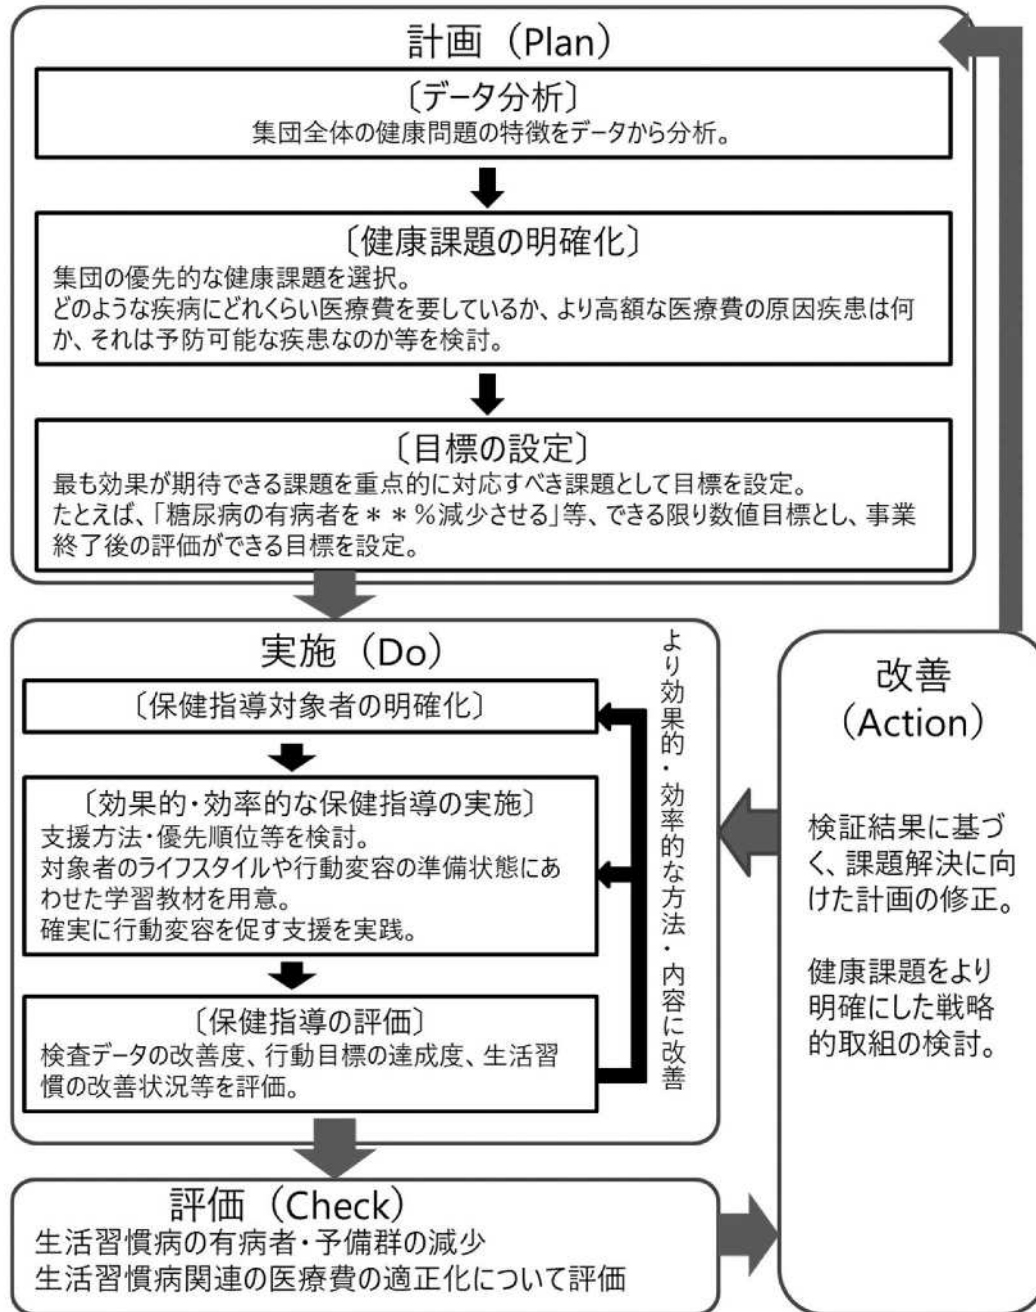 計画（Plan）
〔データ分析〕
集団全体の健康問題の特徴をデータから分析。
〔健康課題の明確化〕
集団の優先的な健康課題を選択。
どのような疾病にどれくらい医療費を要しているか、より高額な医療費の原因疾患は何
か、それは予防可能な疾患なのか等を検討。
〔目標の設定〕
最も効果が期待できる課題を重点的に対応すべき課題として目標を設定。
たとえば、「糖尿病の有病者を＊＊％減少させる」等、できる限り数値目標とし、事業
終了後の評価ができる目標を設定。
実施（Do）
〔保健指導対象者の明確化〕
〔効果的・効率的な保健指導の実施〕
支援方法・優先順位等を検討。
対象者のライフスタイルや行動変容の準備状態にあ
わせた学習教材を用意。
確実に行動変容を促す支援を実践。
〔保健指導の評価〕
検査データの改善度、行動目標の達成度、生活習
慣の改善状況等を評価。
より効果的・効率的な方法・内容に改善
評価（Check）
生活習慣病の有病者・予備群の減少
生活習慣病関連の医療費の適正化について評価
改善
（Action）
検証結果に基づ
く、課題解決に向
けた計画の修正。
健康課題をより
明確にした戦略
的取組の検討。